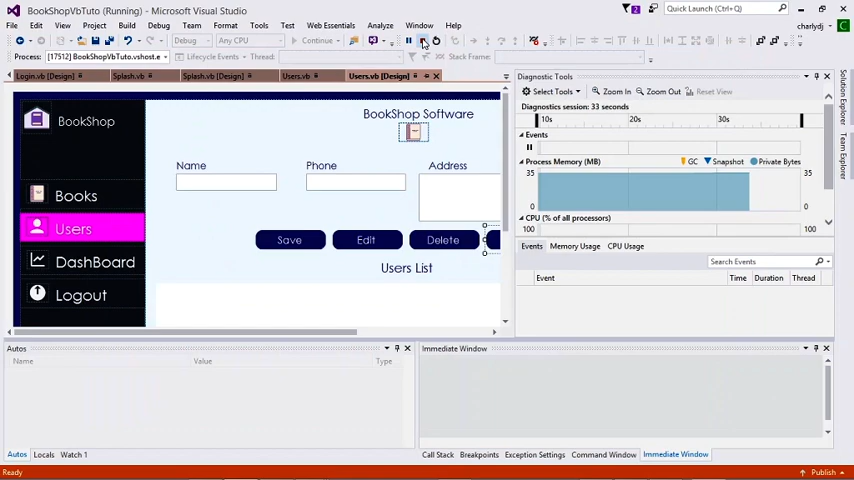 BookShopVbTuto (Running) - Microsoft Visual Studio
2
Quick Launch (Ctrl+Q)
File Edit View Project Build Debug Team Format Tools Test Web Essentials Analyze Window Help
charlydj
C
Debug Any CPU Continue
Process: [17512] BookShopVbTuto.vshost.e Lifecycle Events Thread: Stack Frame:
Login.vb [Design] Splash.vb Splash.vb [Design] Users.vb Users.vb [Design]
Diagnostic Tools
Select Tools Zoom In Zoom Out Reset View
Diagnostics session: 33 seconds
10s 20s 30s
Events
Process Memory (MB) GC Snapshot Private Bytes
35 35
0 0
CPU (% of all processors)
100 100
Events Memory Usage CPU Usage
Search Events
Event Time Duration Thread
Solution Explorer
Team Explorer
BookShop
Books
Users
DashBoard
Logout
BookShop Software
Name Phone Address
Save Edit Delete
Users List
Autos
Name Value Type
Autos Locals Watch 1
Immediate Window
Call Stack Breakpoints Exception Settings Command Window Immediate Window
Ready
Publish